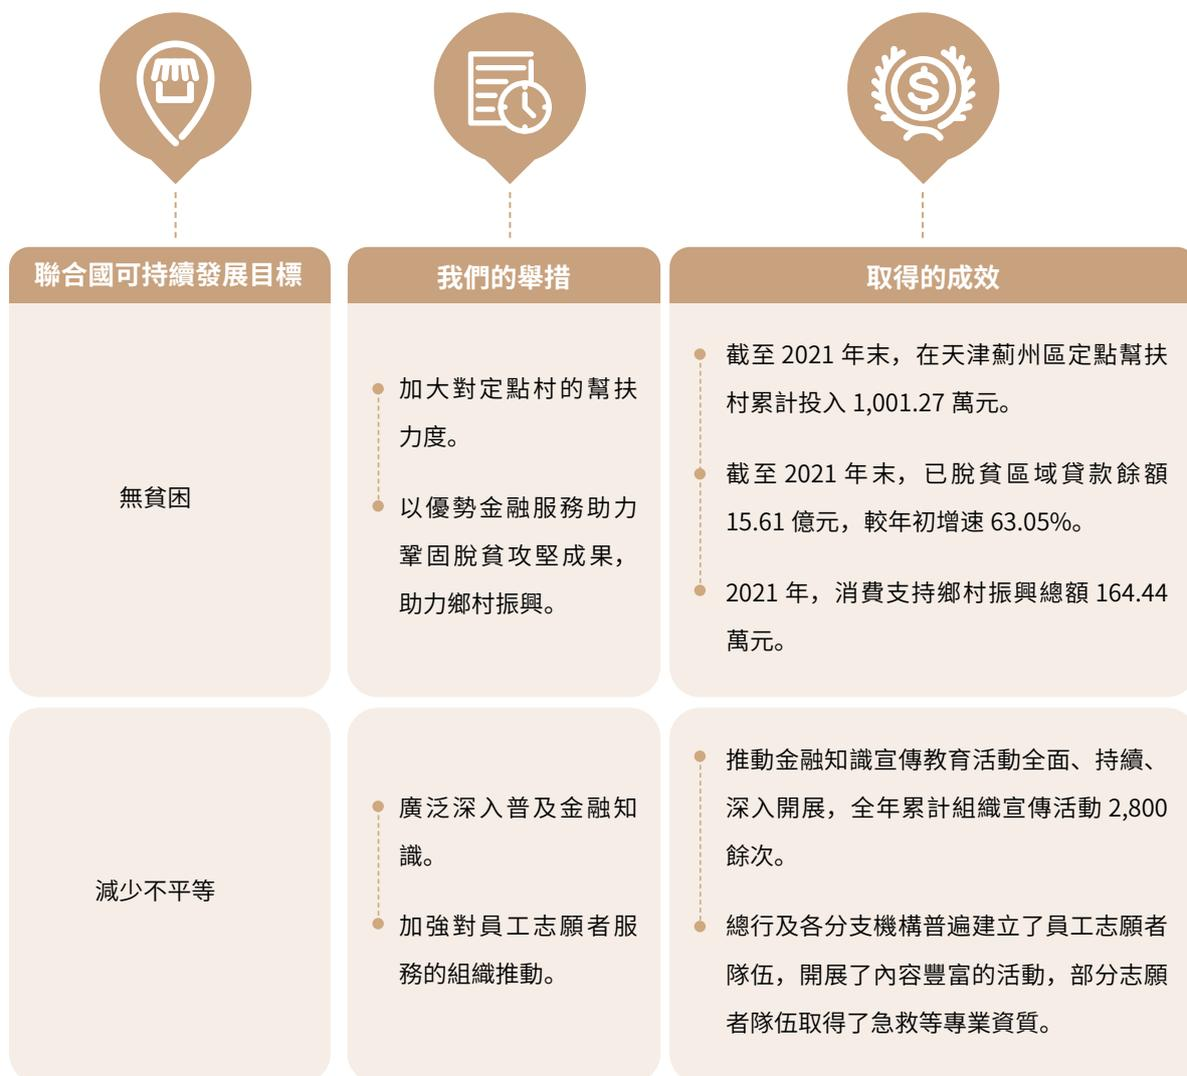 聯合國可持續發展目標
我們的舉措
取得的成效
無貧困
加大對定點村的幫扶
力度。
以優勢金融服務助力
鞏固脫貧攻堅成果，
助力鄉村振興。
截至 2021 年末，在天津薊州區定點幫扶
村累計投入 1,001.27 萬元。
截至 2021 年末，已脫貧區域貸款餘額
15.61 億元，較年初增速 63.05%。
2021 年，消費支持鄉村振興總額 164.44
萬元。
減少不平等
廣泛深入普及金融知
識。
加強對員工志願者服
務的組織推動。
推動金融知識宣傳教育活動全面、持續、
深入開展，全年累計組織宣傳活動 2,800
餘次。
總行及各分支機構普遍建立了員工志願者
隊伍，開展了內容豐富的活動，部分志願
者隊伍取得了急救等專業資質。